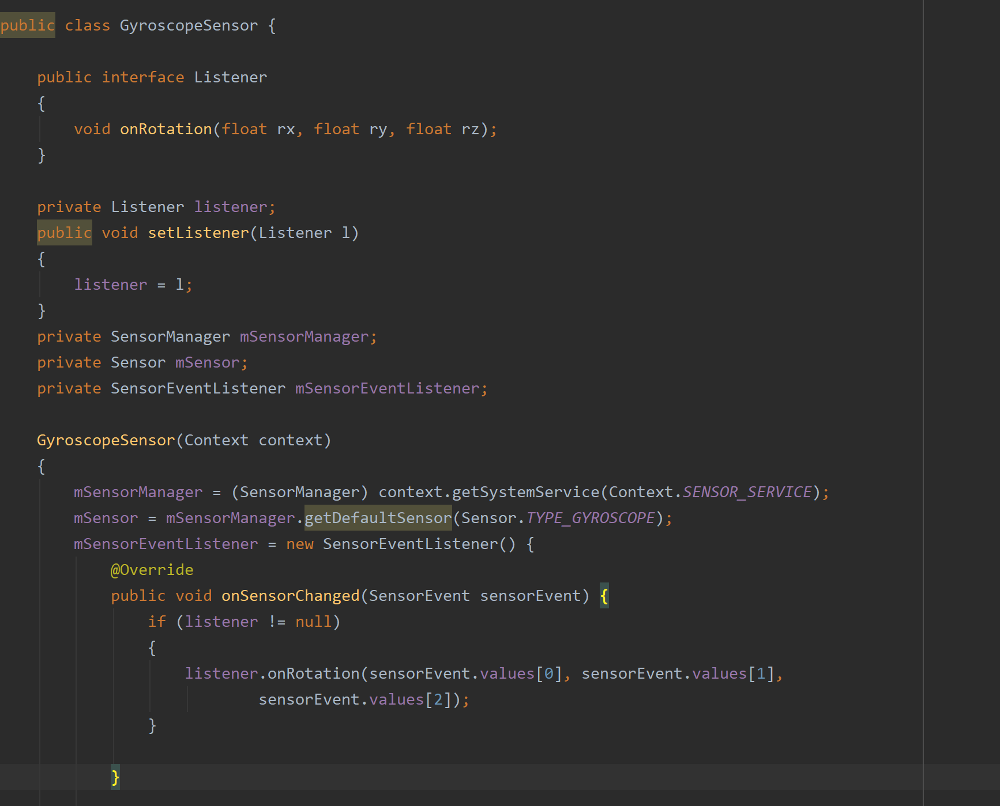 public class GyroscopeSensor {
public interface Listener
{
void onRotation(float rx, float ry, float rz);
}
private Listener listener;
public void setListener(Listener l)
{
listener = l;
}
private SensorManager mSensorManager;
private Sensor mSensor;
private SensorEventListener mSensorEventListener;
GyroscopeSensor(Context context)
{
mSensorManager = (SensorManager) context.getSystemService(Context.SENSOR_SERVICE);
mSensor = mSensorManager.getDefaultSensor(Sensor.TYPE_GYROSCOPE);
mSensorEventListener = new SensorEventListener() {
@Override
public void onSensorChanged(SensorEvent sensorEvent) {
if (listener != null)
{
listener.onRotation(sensorEvent.values[0], sensorEvent.values[1],
sensorEvent.values[2]);
}
}